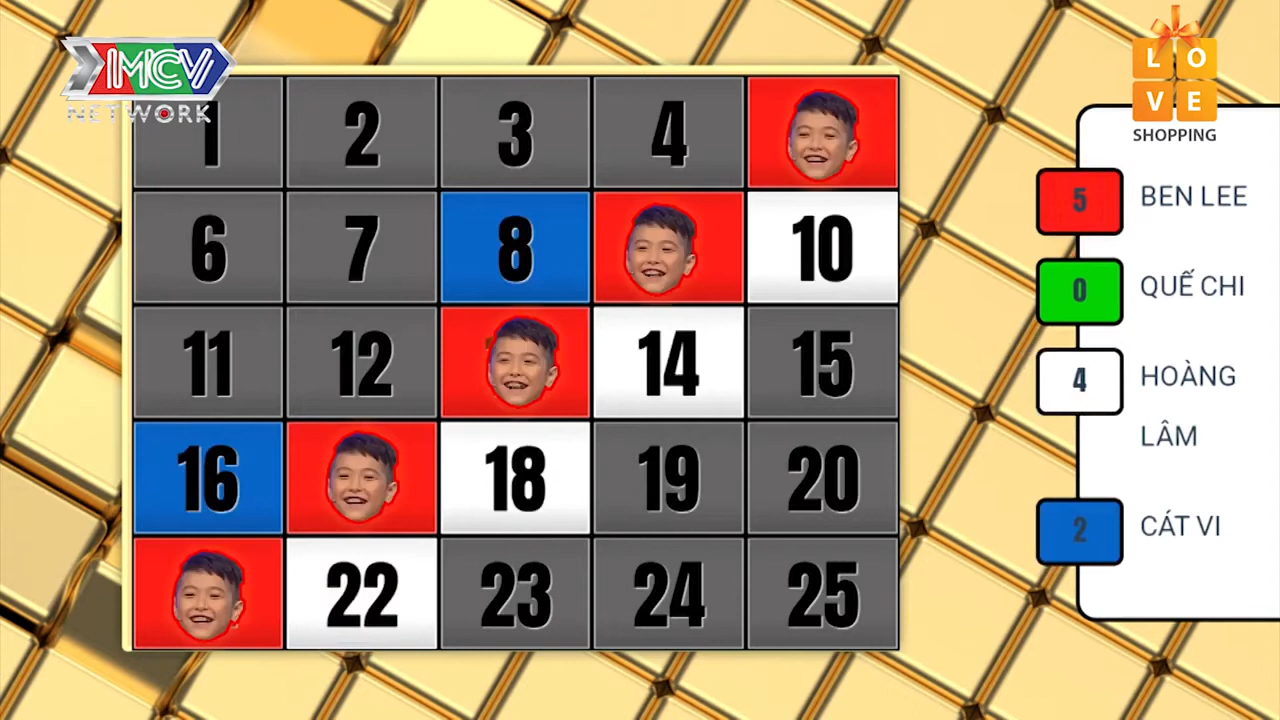 MCV
NETWORK
L O
V E
SHOPPING
1 2 3 4
6 7 8 10
11 12 14 15
16 18 19 20
22 23 24 25
5 BEN LEE
0 QUẾ CHI
4 HOÀNG
LÂM
2 CÁT VI